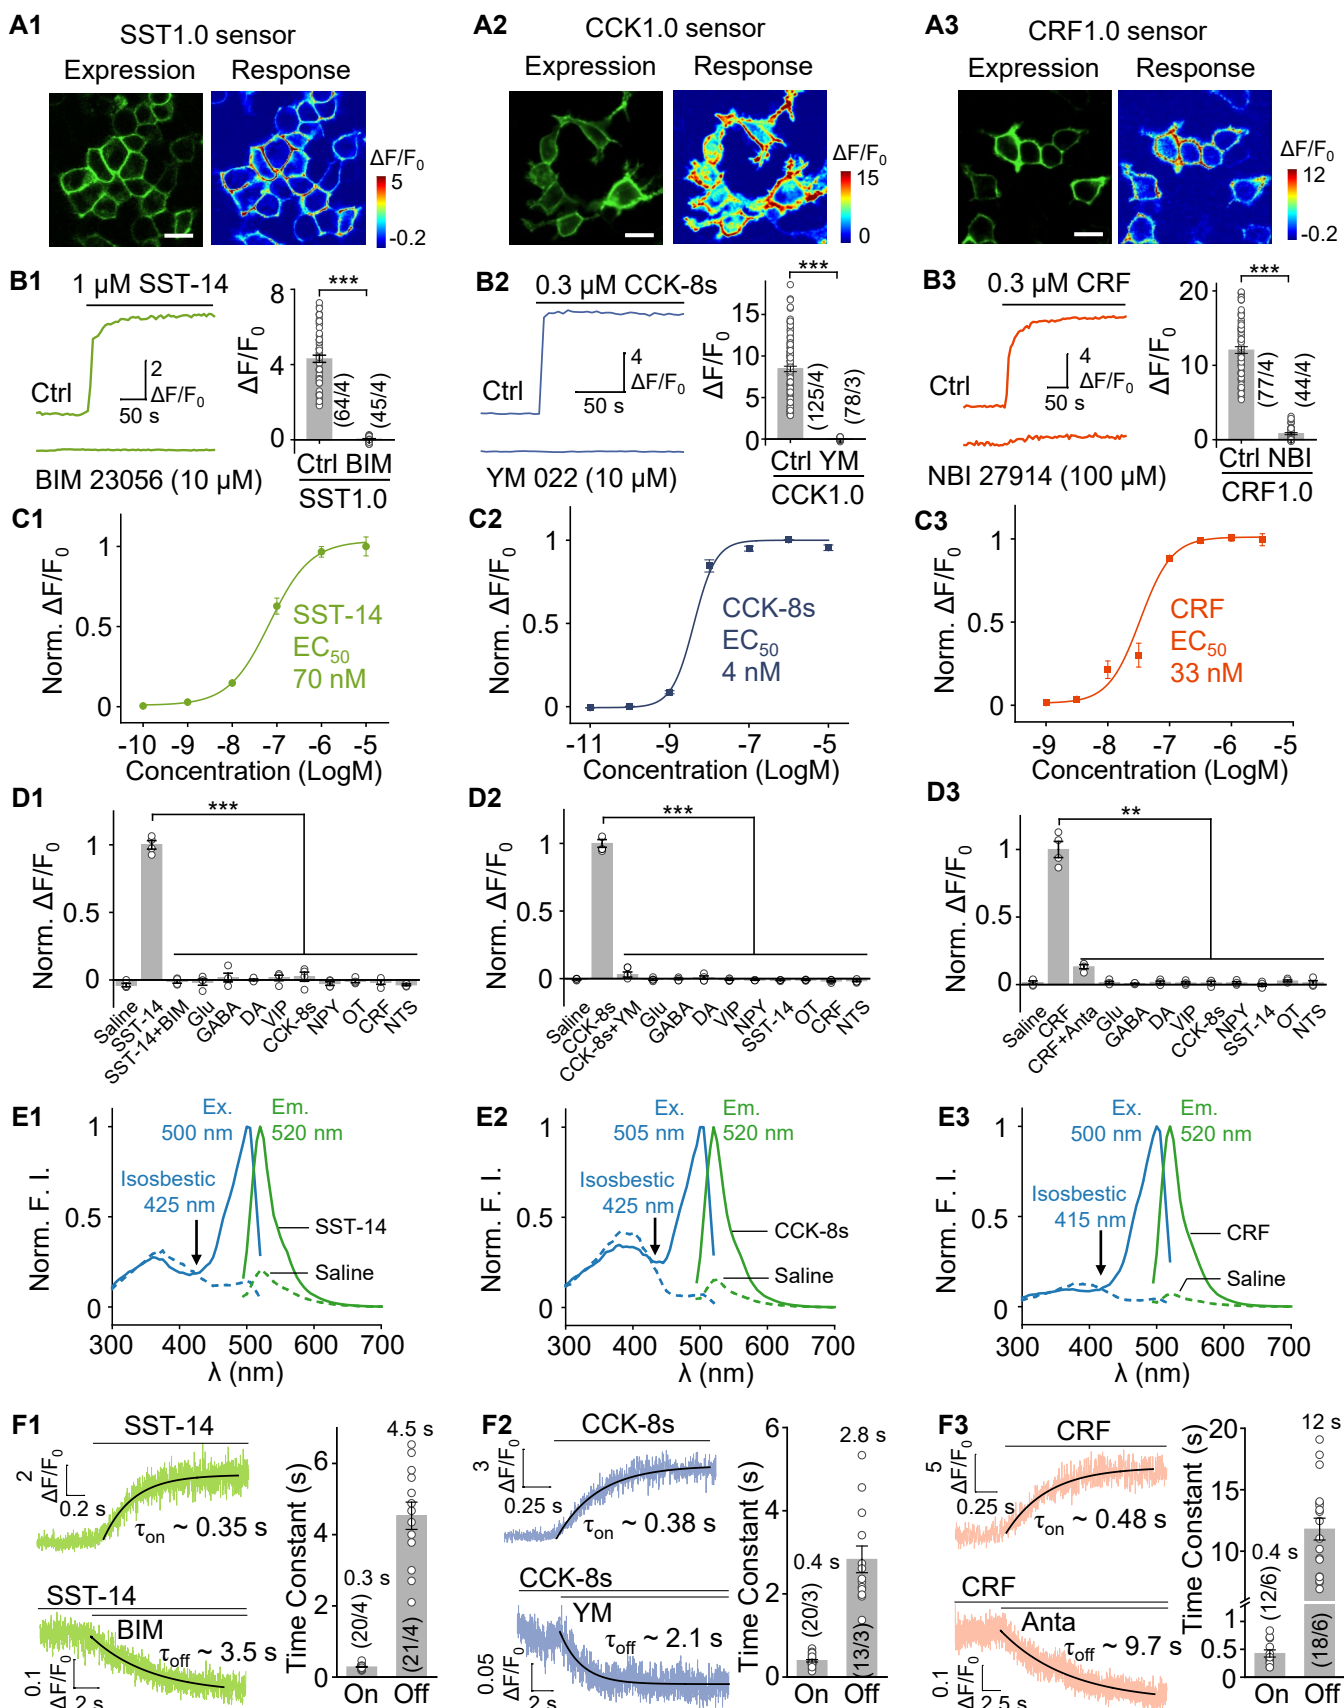 A1
SST1.0 sensor
Expression Response
ΔF/F0
5
-0.2
A2
CCK1.0 sensor
Expression Response
ΔF/F0
15
0
A3
CRF1.0 sensor
Expression Response
ΔF/F0
12
-0.2
B1
1 μM SST-14
Ctrl
2
ΔF/F0
50 s
BIM 23056 (10 μM)
ΔF/F0
8
4
0
***
(64/4)
(45/4)
Ctrl BIM
SST1.0
B2
0.3 μM CCK-8s
Ctrl
4
ΔF/F0
50 s
YM 022 (10 μM)
ΔF/F0
15
10
5
0
***
(125/4)
(78/3)
Ctrl YM
CCK1.0
B3
0.3 μM CRF
Ctrl
4
ΔF/F0
50 s
NBI 27914 (100 μM)
ΔF/F0
20
10
0
***
(77/4)
(44/4)
Ctrl NBI
CRF1.0
C1
Norm. ΔF/F0
1
0.5
0
SST-14
EC50
70 nM
-10 -9 -8 -7 -6 -5
Concentration (LogM)
C2
Norm. ΔF/F0
1
0.5
0
CCK-8s
EC50
4 nM
-11 -9 -7 -5
Concentration (LogM)
C3
Norm. ΔF/F0
1
0.5
0
CRF
EC50
33 nM
-9 -8 -7 -6 -5
Concentration (LogM)
D1
Norm. ΔF/F0
1
0.5
0
***
Saline
SST-14
SST-14+BIM
Glu
GABA
DA
VIP
CCK-8s
NPY
OT
CRF
NTS
D2
Norm. ΔF/F0
1
0.5
0
***
Saline
CCK-8s
CCK-8s+YM
Glu
GABA
DA
VIP
NPY
SST-14
OT
CRF
NTS
D3
Norm. ΔF/F0
1
0.5
0
**
Saline
CRF
CRF+Anta
Glu
GABA
DA
VIP
CCK-8s
NPY
SST-14
OT
NTS
E1
Norm. F. I.
1
0.5
0
Ex. Em.
500 nm 520 nm
Isosbestic
425 nm
SST-14
Saline
300 400 500 600 700
λ (nm)
E2
Norm. F. I.
1
0.5
0
Ex. Em.
505 nm 520 nm
Isosbestic
425 nm
CCK-8s
Saline
300 400 500 600 700
λ (nm)
E3
Norm. F. I.
1
0.5
0
Ex. Em.
500 nm 520 nm
Isosbestic
415 nm
CRF
Saline
300 400 500 600 700
λ (nm)
F1
SST-14
2
ΔF/F0
0.2 s
τon ~ 0.35 s
SST-14
BIM
τoff ~ 3.5 s
0.1
ΔF/F0
2 s
Time Constant (s)
6
4
2
0
4.5 s
0.3 s
(20/4)
(21/4)
On Off
F2
CCK-8s
3
ΔF/F0
0.25 s
τon ~ 0.38 s
CCK-8s
YM
τoff ~ 2.1 s
0.05
ΔF/F0
2 s
Time Constant (s)
6
4
2
0
2.8 s
0.4 s
(20/3)
(13/3)
On Off
F3
CRF
5
ΔF/F0
0.25 s
τon ~ 0.48 s
CRF
Anta
τoff ~ 9.7 s
0.1
ΔF/F0
2.5 s
Time Constant (s)
20
10
1
0.5
0
12 s
0.4 s
(12/6)
(18/6)
On Off